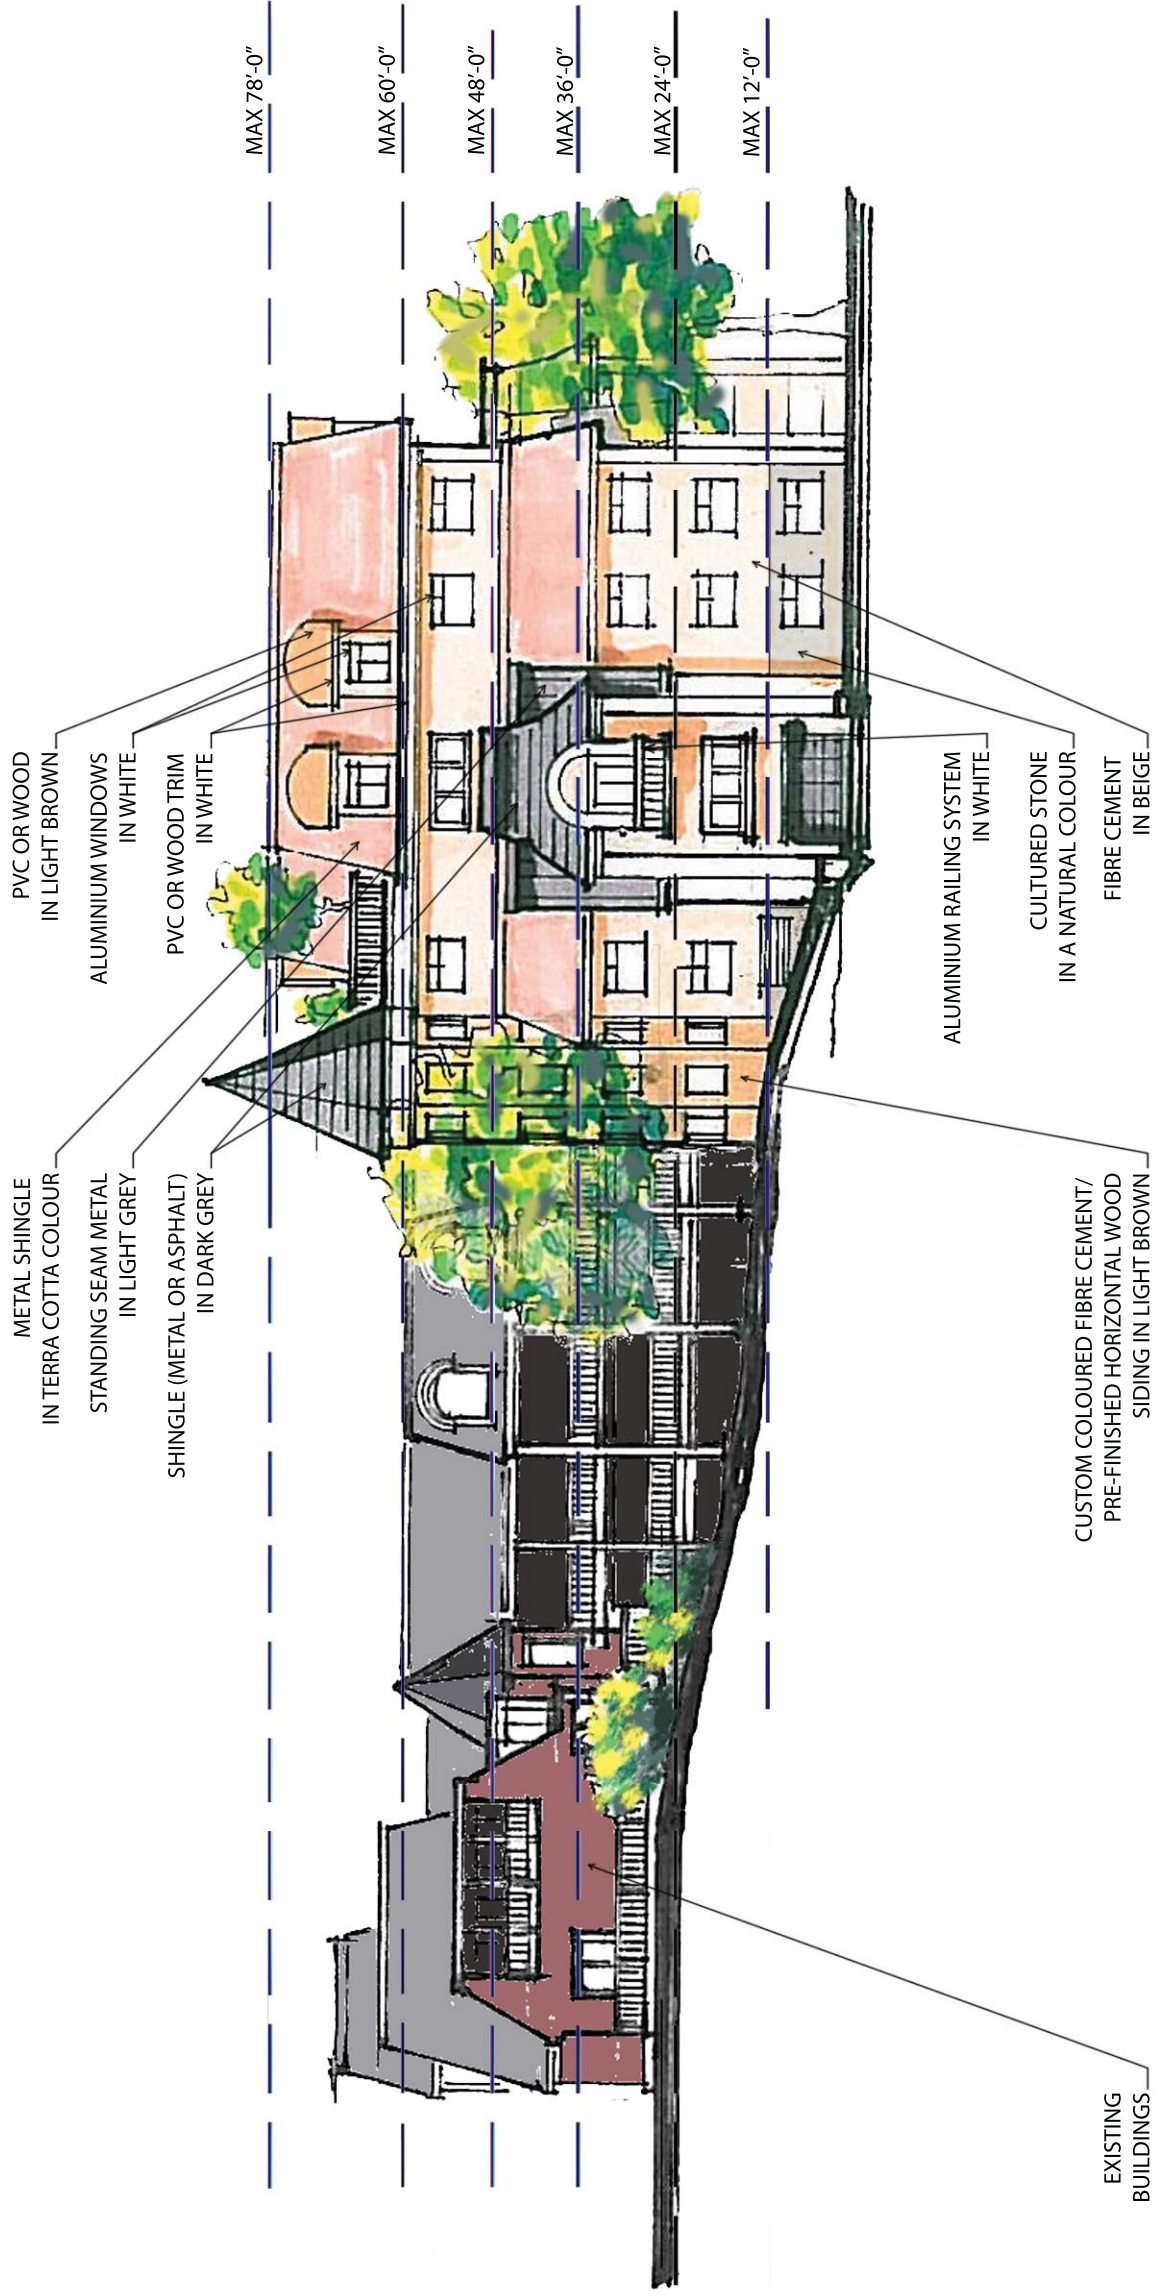 EXISTING
BUILDINGS
METAL SHINGLE
IN TERRA COTTA COLOUR
STANDING SEAM METAL
IN LIGHT GREY
SHINGLE (METAL OR ASPHALT)
IN DARK GREY
CUSTOM COLOURED FIBRE CEMENT/
PRE-FINISHED HORIZONTAL WOOD
SIDING IN LIGHT BROWN
PVC OR WOOD
IN LIGHT BROWN
ALUMINIUM WINDOWS
IN WHITE
PVC OR WOOD TRIM
IN WHITE
ALUMINIUM RAILING SYSTEM
IN WHITE
CULTURED STONE
IN A NATURAL COLOUR
FIBRE CEMENT
IN BEIGE
MAX 78'-0"
MAX 60'-0"
MAX 48'-0"
MAX 36'-0"
MAX 24'-0"
MAX 12'-0"